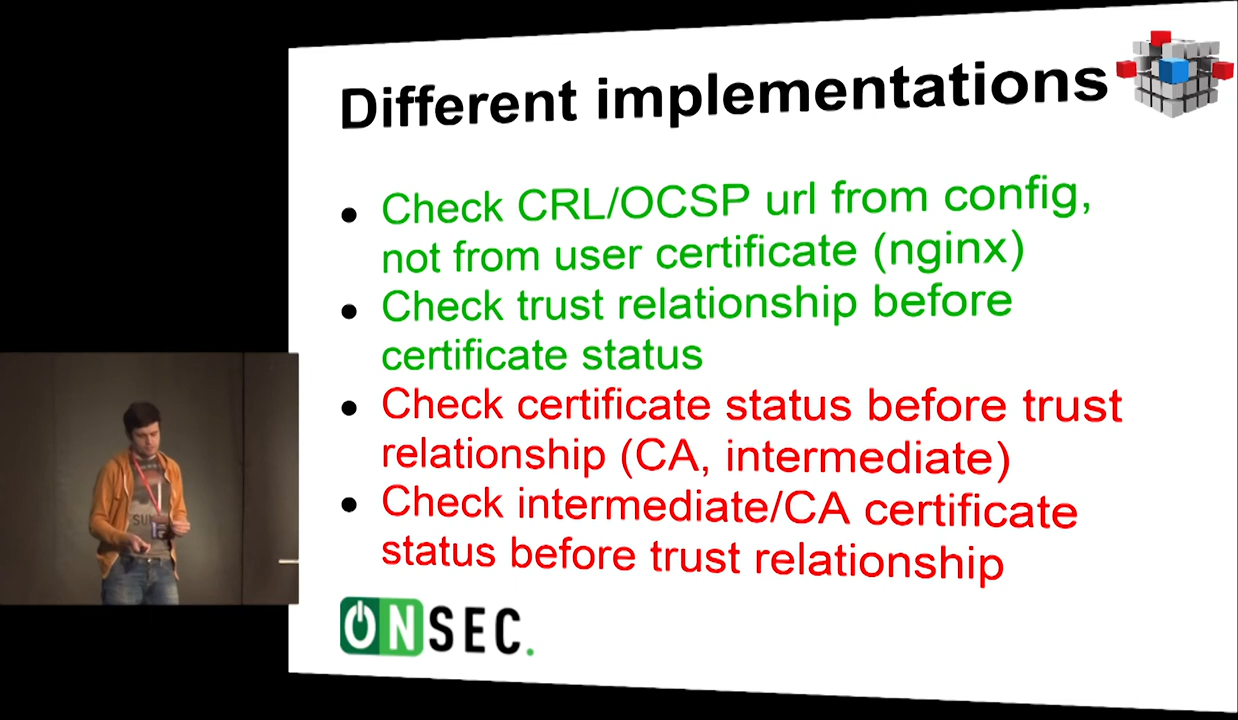 Different implementations
Check CRL/OCSP url from config,
not from user certificate (nginx)
Check trust relationship before
certificate status
Check certificate status before trust
relationship (CA, intermediate)
Check intermediate/CA certificate
status before trust relationship
ONSEC.
SU